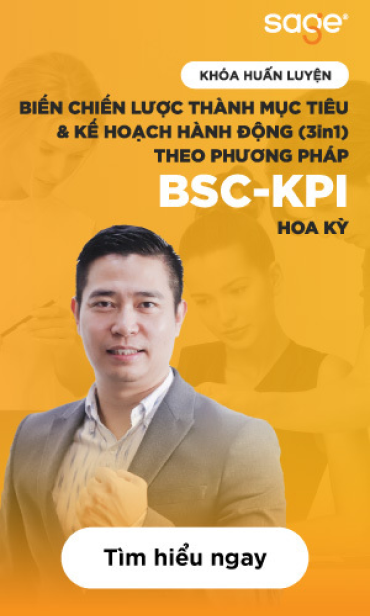 sage®
KHÓA HUẤN LUYỆN
BIẾN CHIẾN LƯỢC THÀNH MỤC TIÊU
& KẾ HOẠCH HÀNH ĐỘNG (3in1)
THEO PHƯƠNG PHÁP
BSC-KPI
HOA KỲ
Tìm hiểu ngay